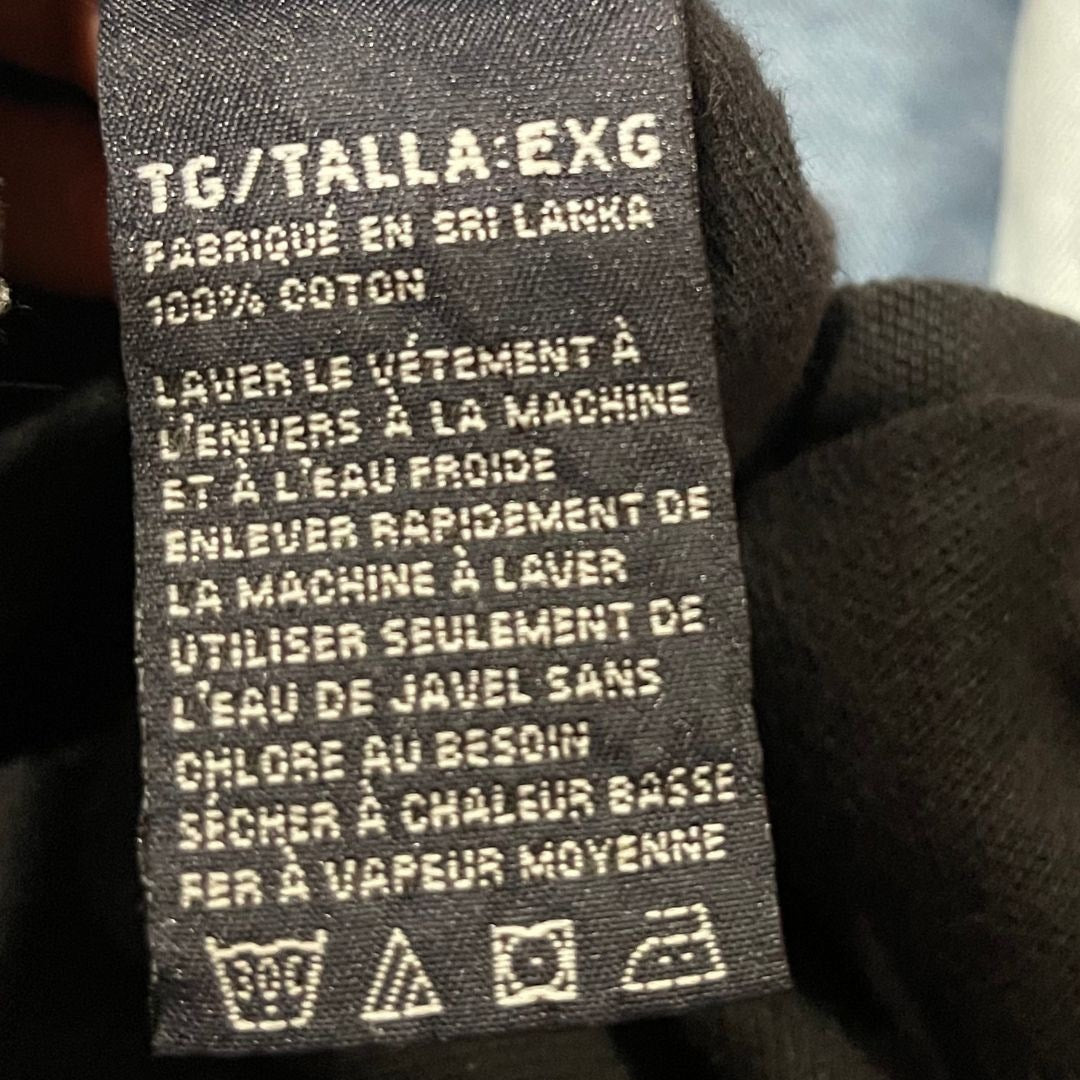 TG/TALLA:EXG
FABRIQUÉ EN SRI LANKA
100% COTON
LAVER LE VÊTEMENT À
L'ENVERS À LA MACHINE
ET À L'EAU FROIDE
ENLEVER RAPIDEMENT DE
LA MACHINE À LAVER
UTILISER SEULEMENT DE
L'EAU DE JAVEL SANS
CHLORE AU BESOIN
SÉCHER À CHALEUR BASSE
FER À VAPEUR MOYENNE
30C